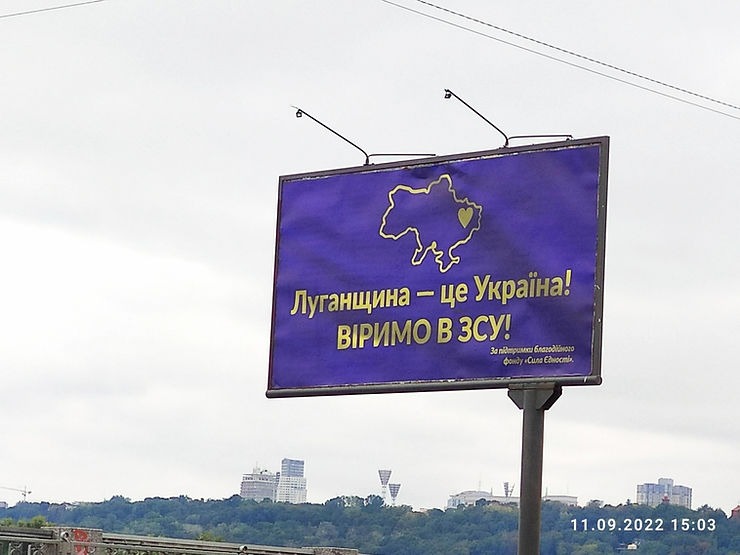 Луганщина — це Україна!
ВІРИМО В ЗСУ!
За підтримки благодійного
фонду «Сила Єдності».
11.09.2022 15:03